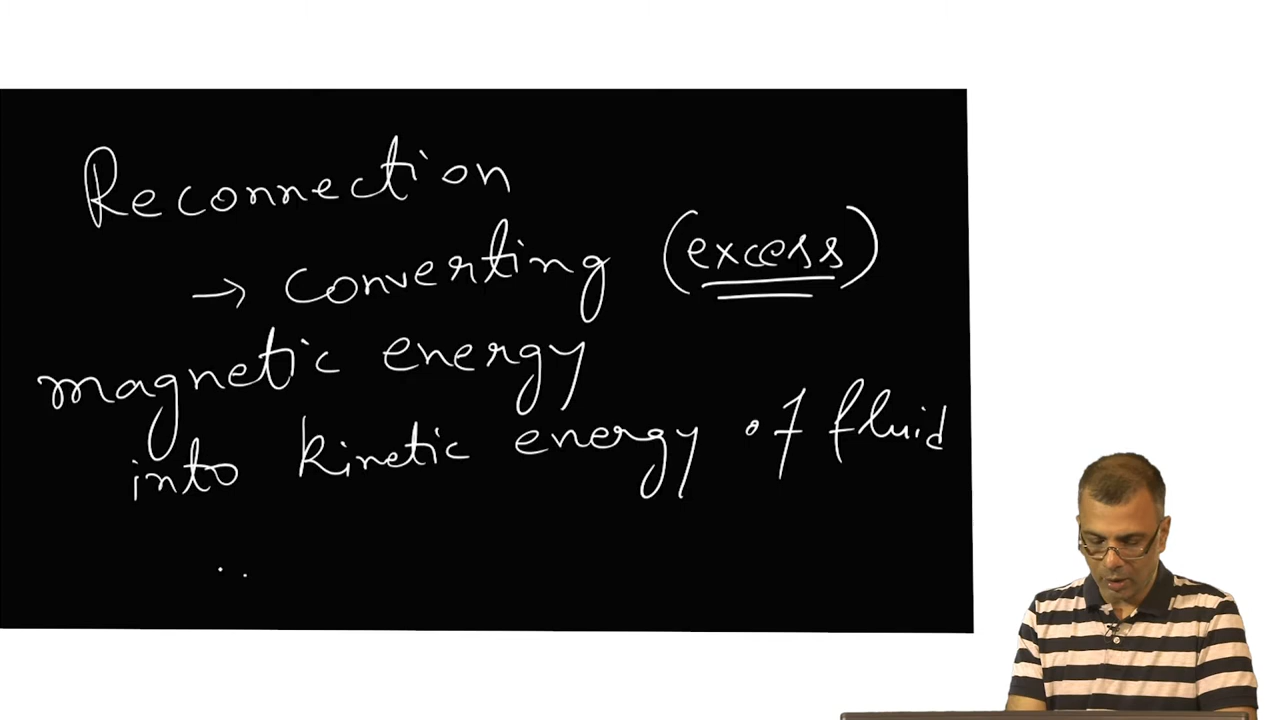 Reconnection
→ converting (excess)
magnetic energy
into kinetic energy of fluid
..